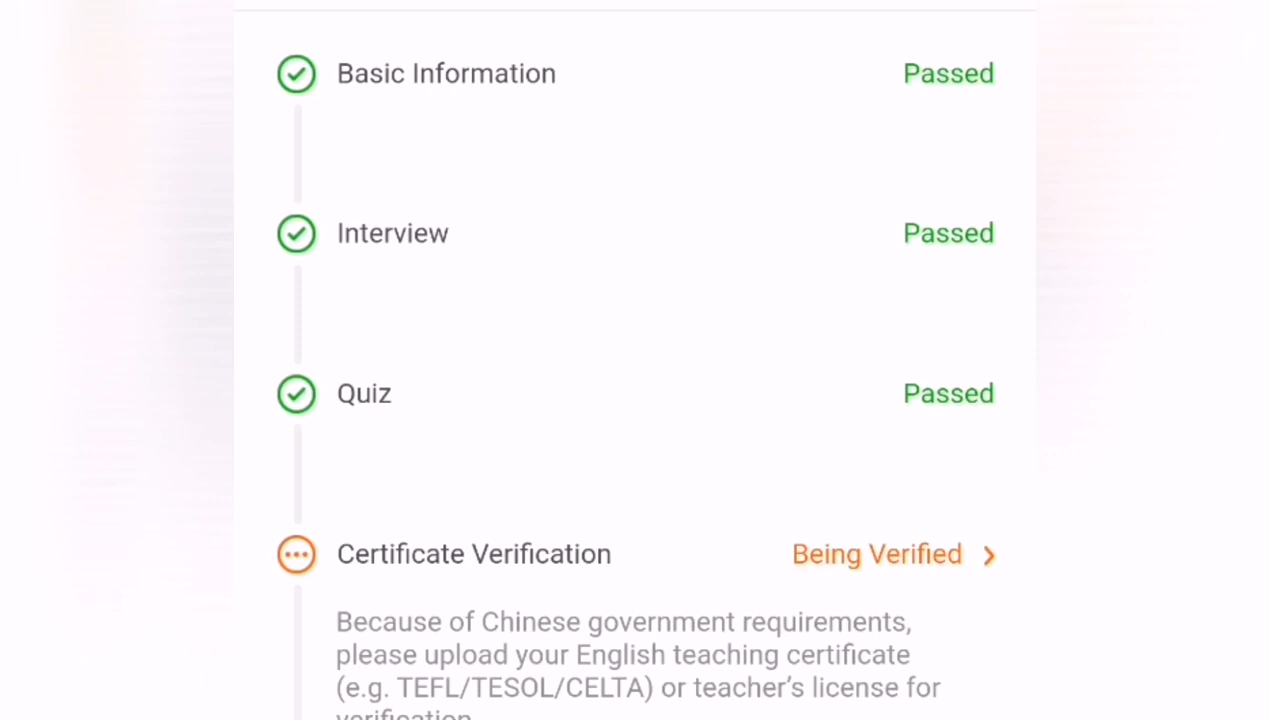 Basic Information Passed
Interview Passed
Quiz Passed
Certificate Verification Being Verified
Because of Chinese government requirements,
please upload your English teaching certificate
(e.g. TEFL/TESOL/CELTA) or teacher's license for
verification